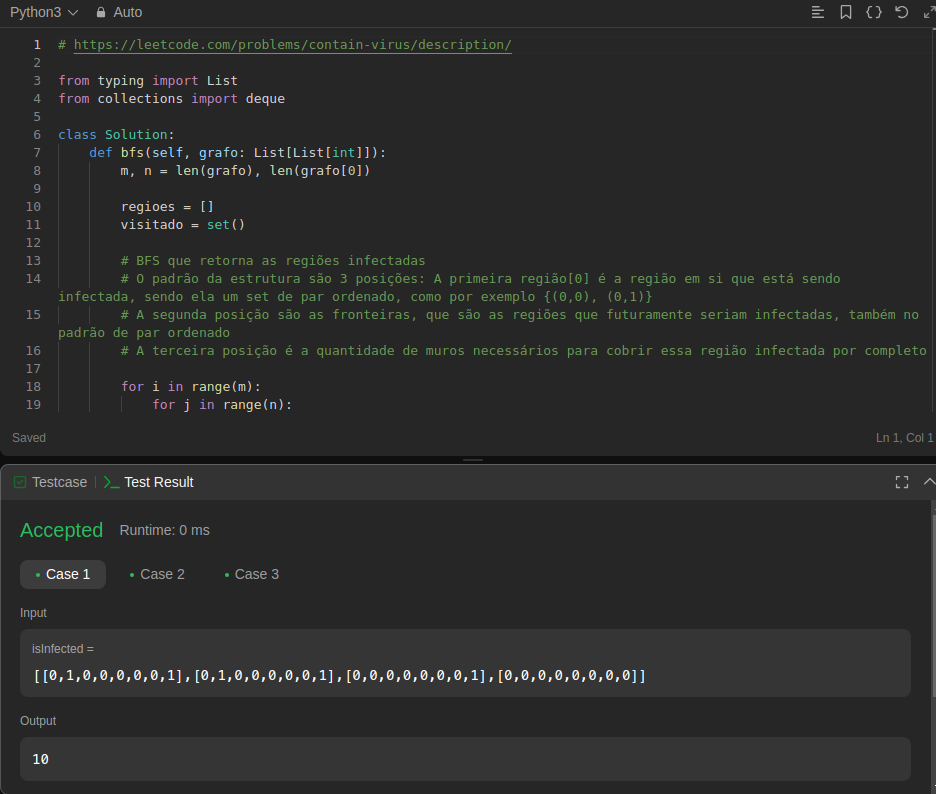 Python3 Auto
1 # https://leetcode.com/problems/contain-virus/description/
2
3 from typing import List
4 from collections import deque
5
6 class Solution:
7 def bfs(self, grafo: List[List[int]]):
8 m, n = len(grafo), len(grafo[0])
9
10 regioes = []
11 visitado = set()
12
13 # BFS que retorna as regiões infectadas
14 # O padrão da estrutura são 3 posições: A primeira região[0] é a região em si que está sendo
infectada, sendo ela um set de par ordenado, como por exemplo {(0,0), (0,1)}
15 # A segunda posição são as fronteiras, que são as regiões que futuramente seriam infectadas, também no
padrão de par ordenado
16 # A terceira posição é a quantidade de muros necessários para cobrir essa região infectada por completo
17
18 for i in range(m):
19 for j in range(n):
Saved Ln 1, Col 1
Testcase | >_ Test Result
Accepted Runtime: 0 ms
• Case 1 • Case 2 • Case 3
Input
isInfected =
[[0,1,0,0,0,0,0,1],[0,1,0,0,0,0,0,1],[0,0,0,0,0,0,0,1],[0,0,0,0,0,0,0,0]]
Output
10